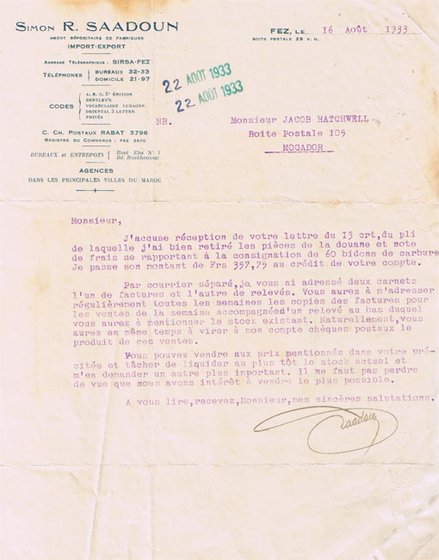 SIMON R. SAADOUN
AGENT DÉPOSITAIRE DE FABRIQUES
IMPORT-EXPORT
ADRESSE TÉLÉGRAPHIQUE : SIRSA-FEZ
TÉLÉPHONES { BUREAUX 32-33
DOMICILE 21-97
CODES { A. B. C. 5e ÉDITION
BENTLEY'S
VOCABULAIRE LUGAGNE
ORIENTAL 3 LETTER
PRIVÉS
C. CH. POSTAUX RABAT 3796
REGISTRE DU COMMERCE : FEZ
BUREAUX et ENTREPOTS {
AGENCES
DANS LES PRINCIPALES VILLES DU MAROC
FEZ, LE 16 Août 1933
BOITE POSTALE 29 V. N.
22 AOÛT 1933
22 AOÛT 1933
NB.
Monsieur JACOB HATCHWELL
Boite Postale 105
MOGADOR
Monsieur,
J'accuse réception de votre lettre du 13 crt, du pli
de laquelle j'ai bien retiré les pièces de la douane et note
de frais se rapportant à la consignation de 60 bidons de carbure
Je passe son montant de Frs 357,75 au crédit de votre compte.
Par courrier séparé, je vous ai adressé deux carnets
l'un de factures et l'autre de relevés. Vous aurez à m'adresser
régulièrement toutes les semaines les copies des factures pour
les ventes de la semaine accompagnées d'un relevé au bas duquel
vous aurez à mentionner le stock existant. Naturellement, vous
aurez en même temps à virer à mon compte chèques postaux le
produit de ces ventes.
Vous pouvez vendre aux prix mentionnés dans votre pré-
citée et tâcher de liquider au plus tôt le stock actuel et
m'en demander un autre plus important. Il ne faut pas perdre
de vue que nous avons intérêt à vendre le plus possible.
A vous lire, recevez, Monsieur, mes sincères salutations.
Saadoun